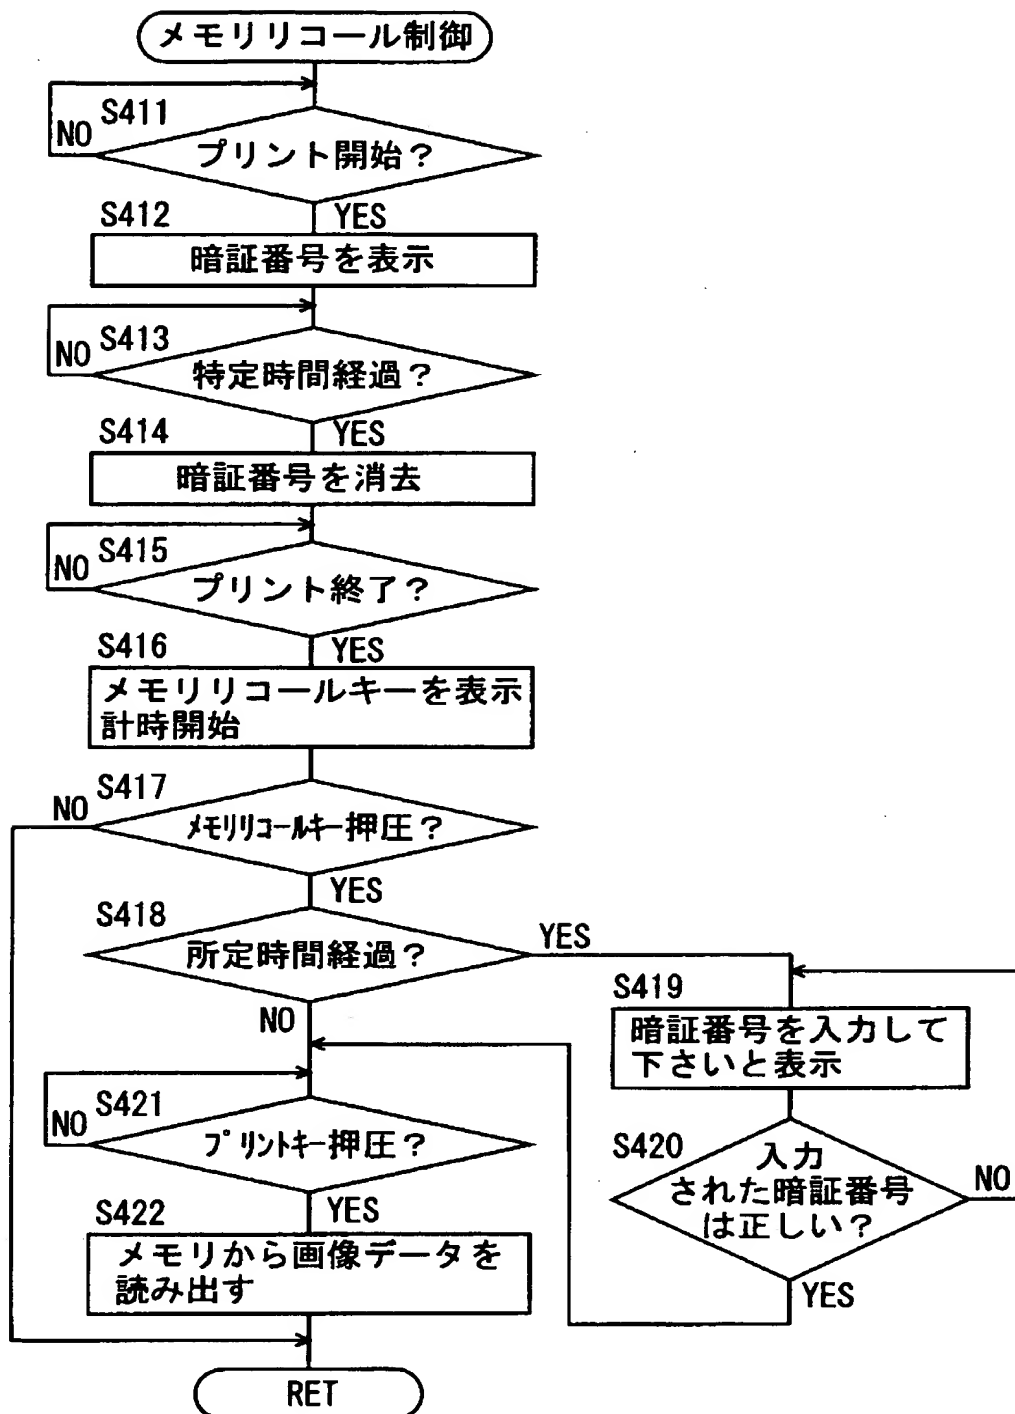 メモリリコール制御
S411
NO
プリント開始?
YES
S412
暗証番号を表示
S413
NO
特定時間経過?
YES
S414
暗証番号を消去
S415
NO
プリント終了?
YES
S416
メモリリコールキーを表示
計時開始
S417
NO
メモリリコールキー押圧?
YES
S418
所定時間経過?
YES
NO
S419
暗証番号を入力して
下さいと表示
S420
入力
された暗証番号
は正しい?
NO
YES
S421
NO
プリントキー押圧?
YES
S422
メモリから画像データを
読み出す
RET